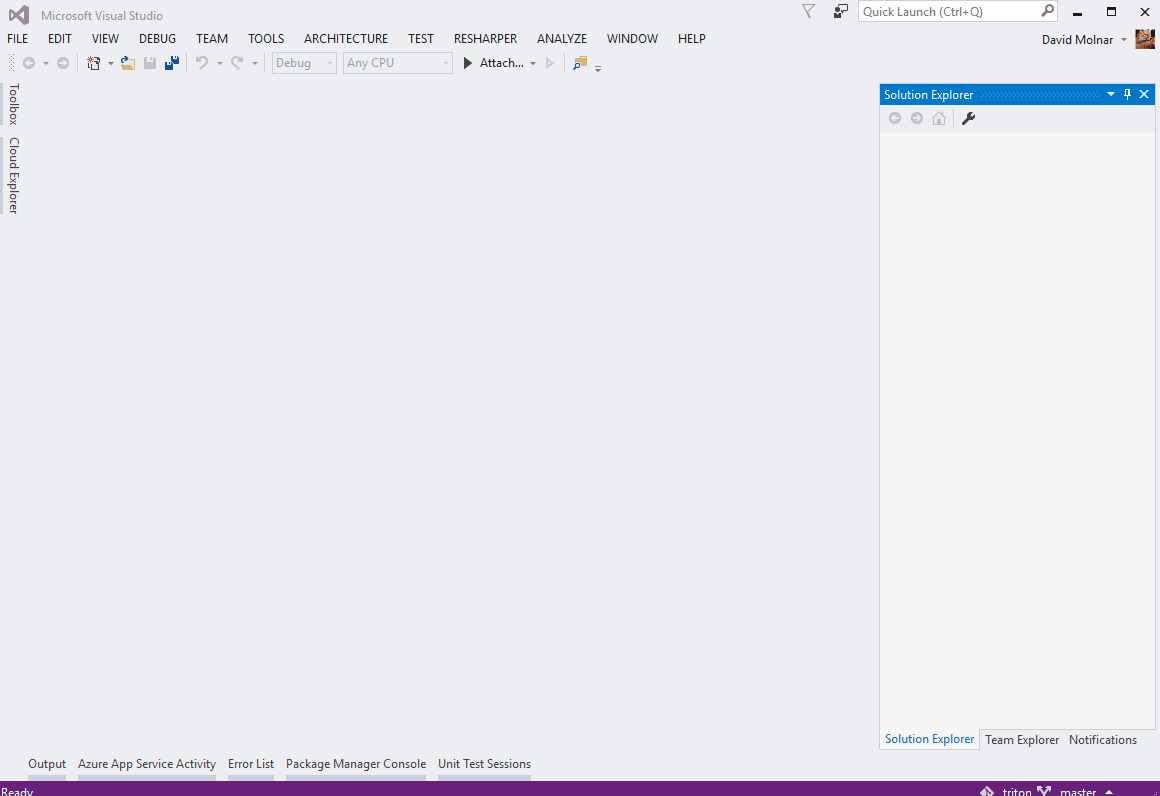 Microsoft Visual Studio
Quick Launch (Ctrl+Q)
FILE EDIT VIEW DEBUG TEAM TOOLS ARCHITECTURE TEST RESHARPER ANALYZE WINDOW HELP
David Molnar
Debug Any CPU Attach...
Toolbox
Cloud Explorer
Solution Explorer
Solution Explorer Team Explorer Notifications
Output Azure App Service Activity Error List Package Manager Console Unit Test Sessions
Ready triton master